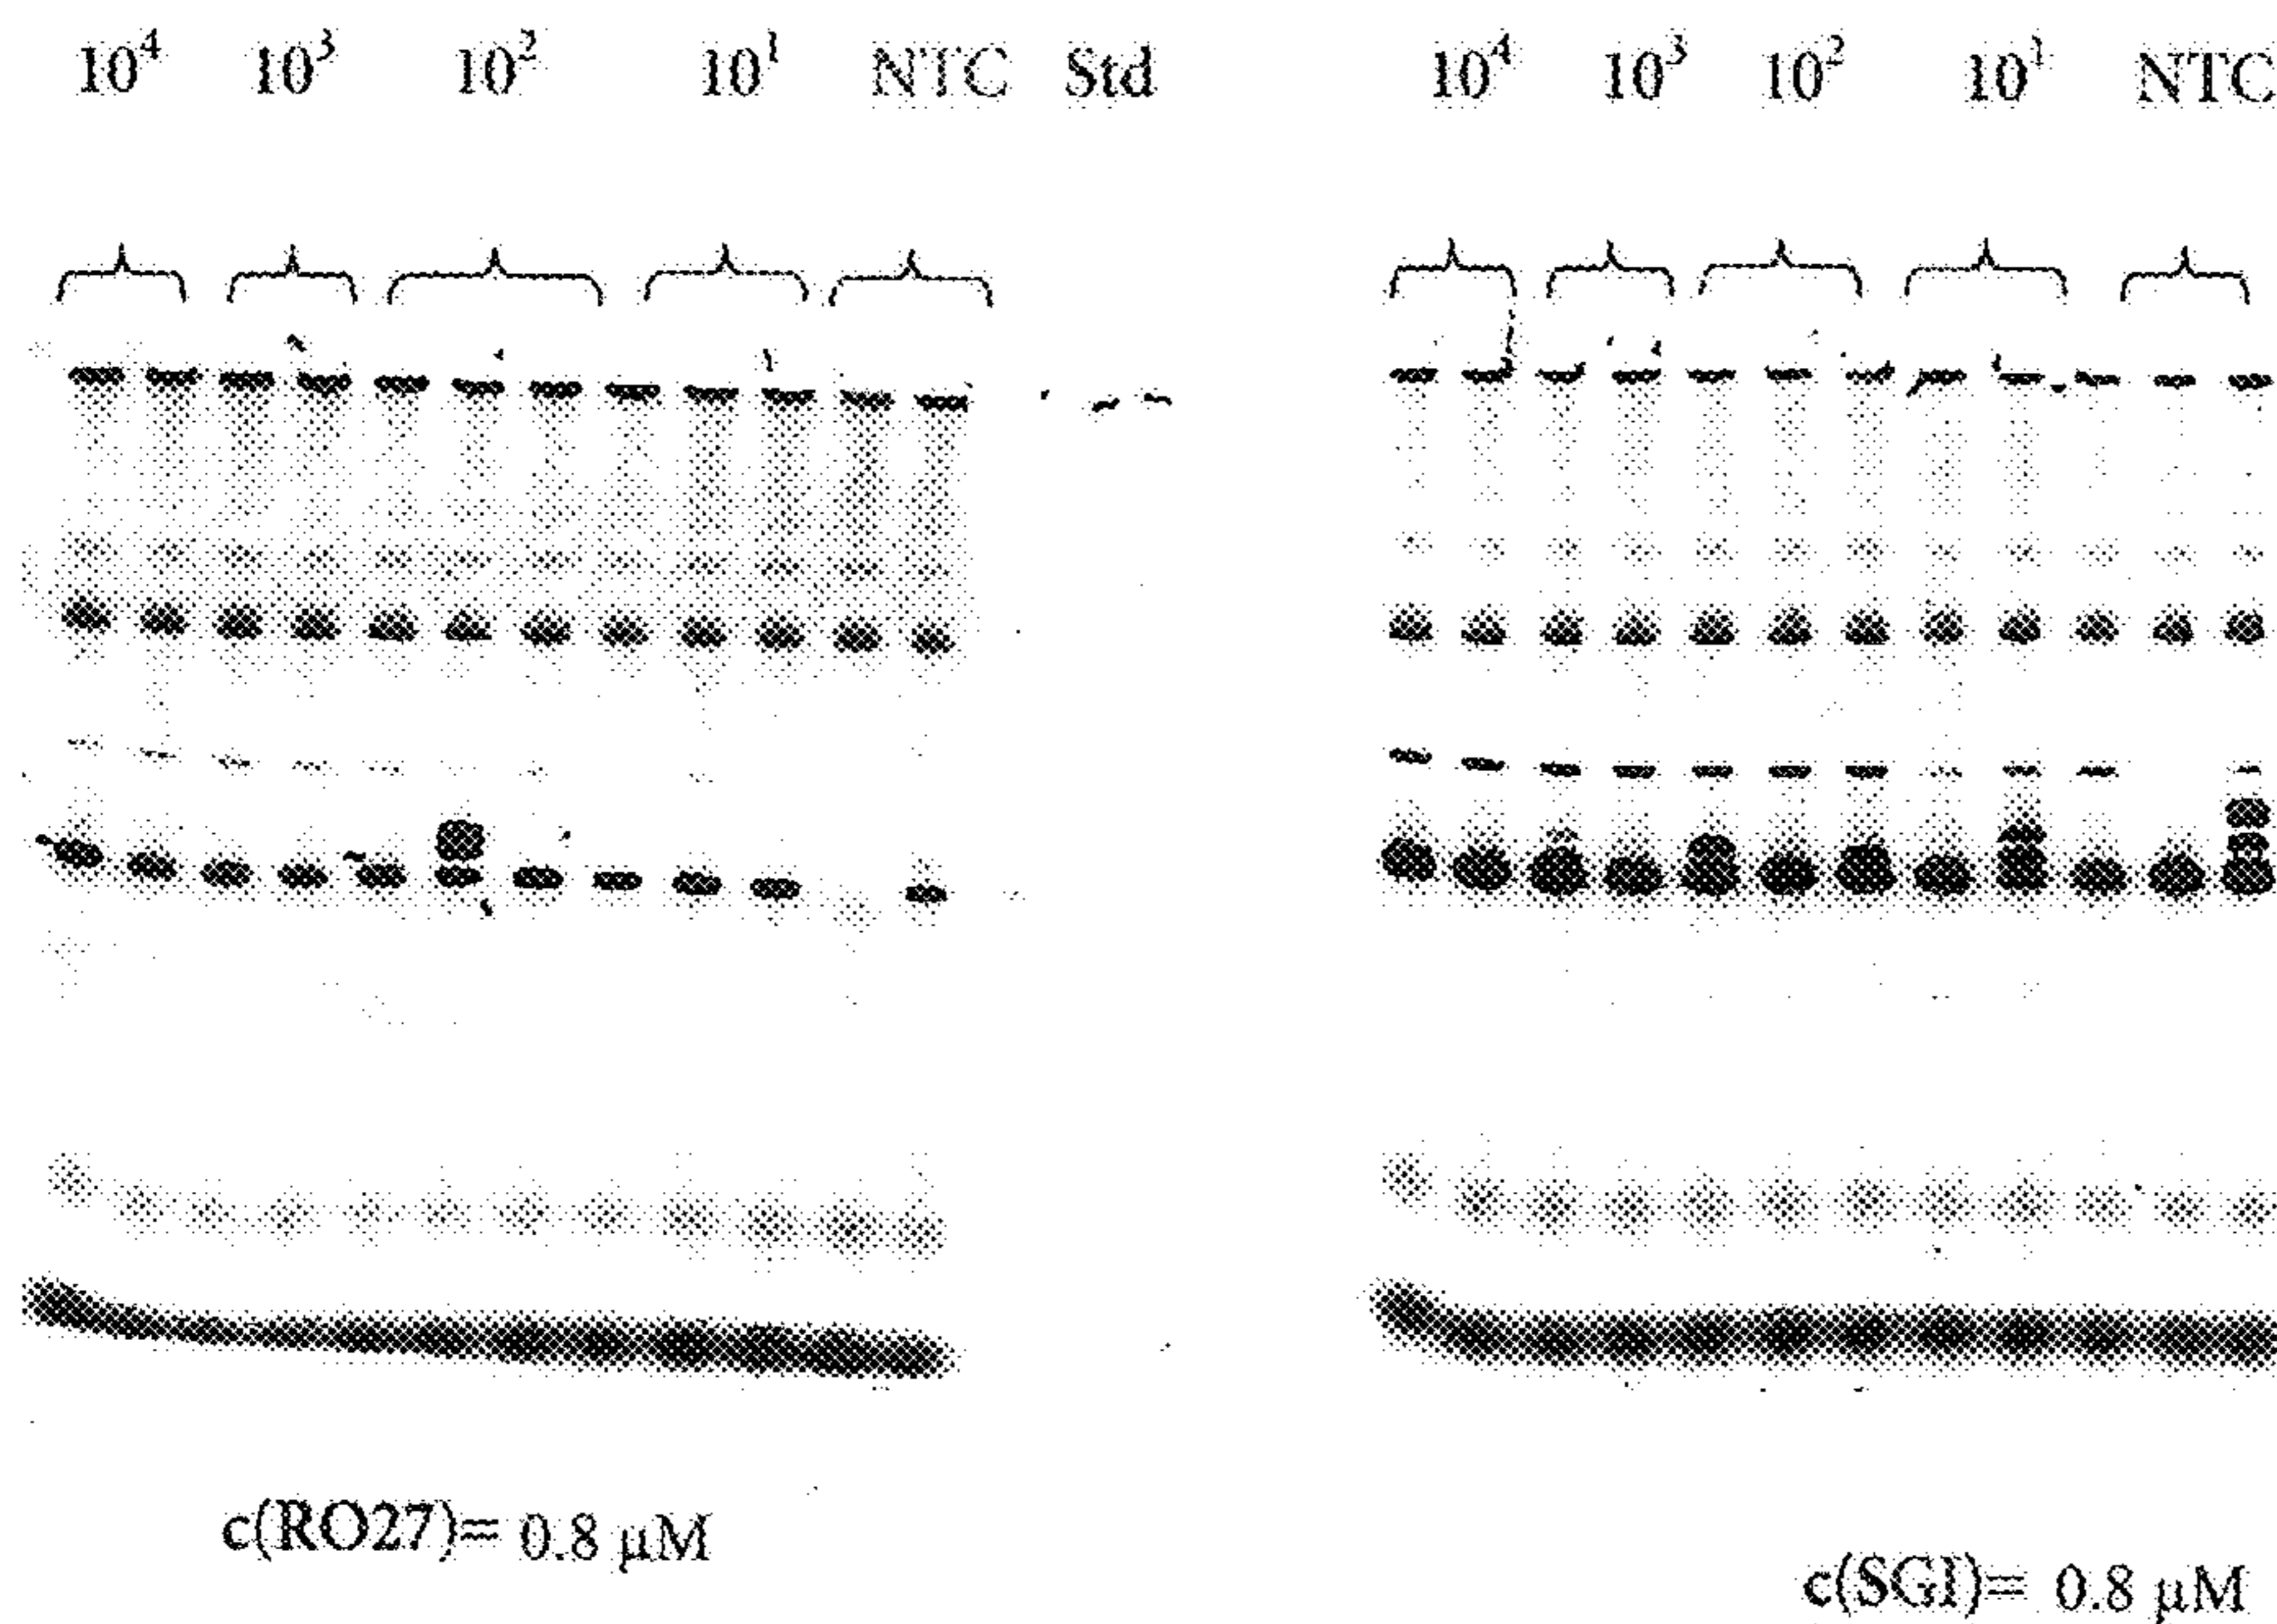 10⁴ 10³ 10² 10¹ NTC Std 10⁴ 10³ 10² 10¹ NTC
c(RO27)= 0.8 µM
c(SGI)= 0.8 µM